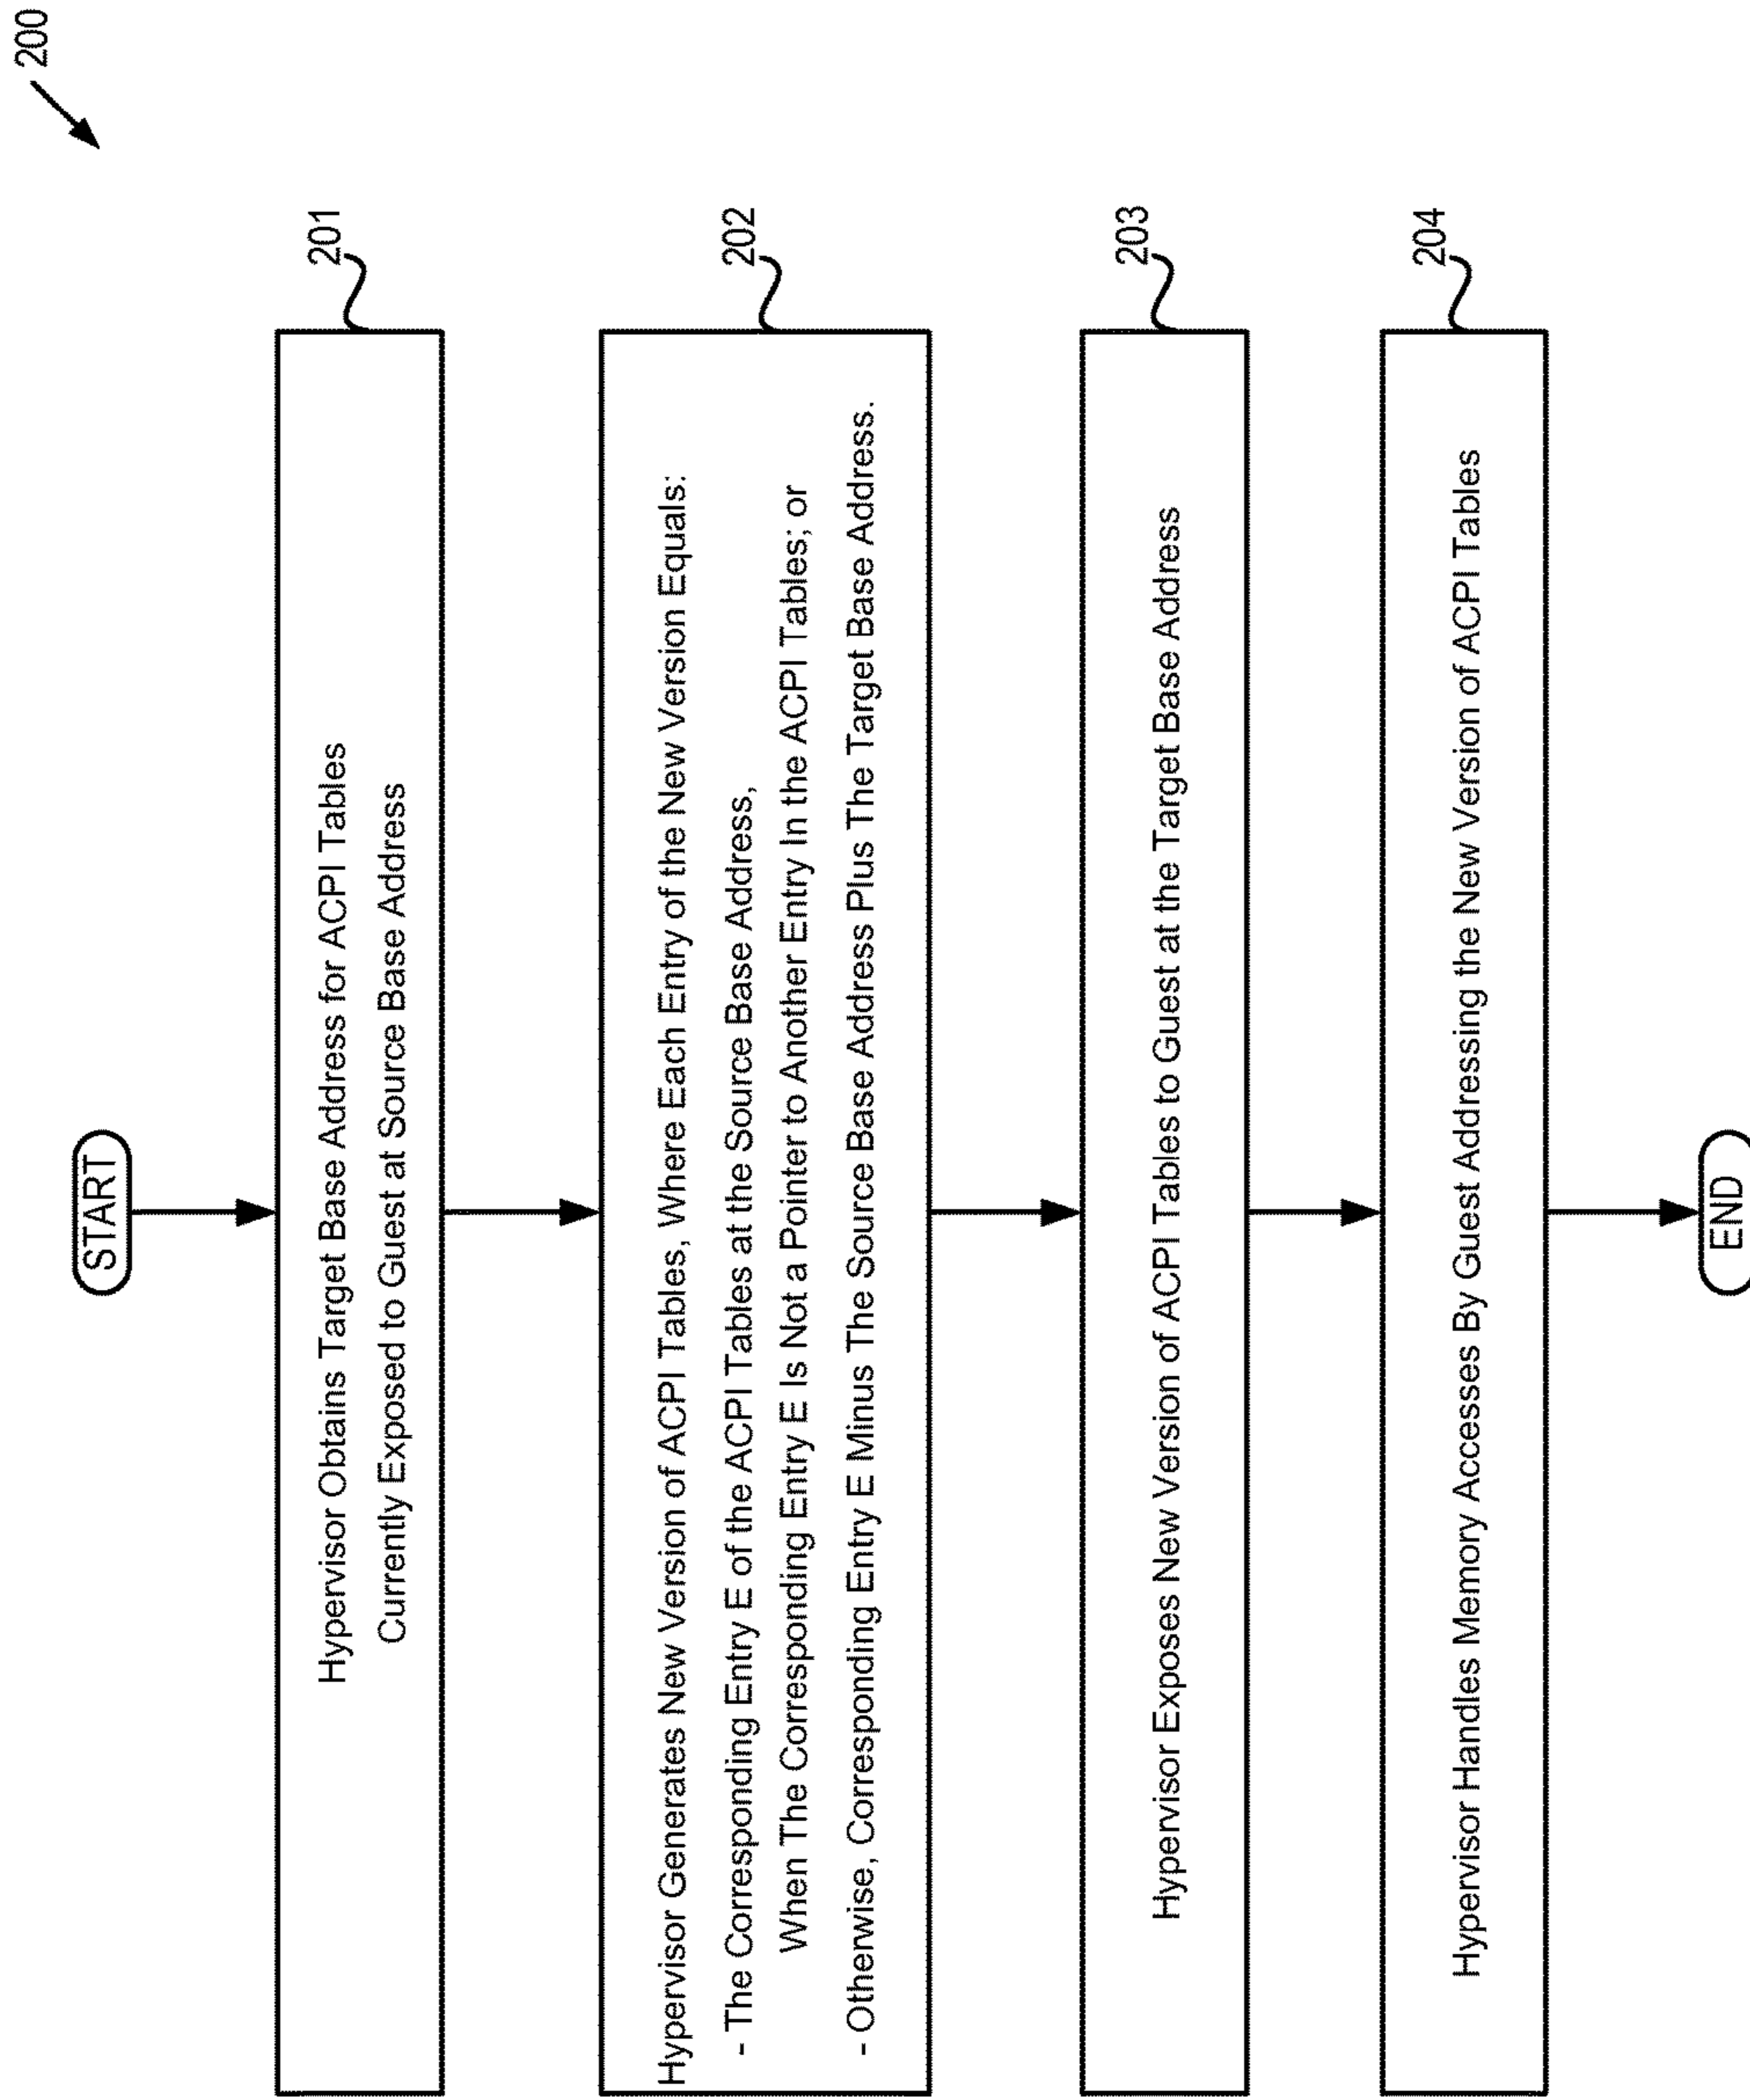 200
START
201
Hypervisor Obtains Target Base Address for ACPI Tables
Currently Exposed to Guest at Source Base Address
202
Hypervisor Generates New Version of ACPI Tables, Where Each Entry of the New Version Equals:
- The Corresponding Entry E of the ACPI Tables at the Source Base Address,
When The Corresponding Entry E Is Not a Pointer to Another Entry In the ACPI Tables; or
- Otherwise, Corresponding Entry E Minus The Source Base Address Plus The Target Base Address.
203
Hypervisor Exposes New Version of ACPI Tables to Guest at the Target Base Address
204
Hypervisor Handles Memory Accesses By Guest Addressing the New Version of ACPI Tables
END